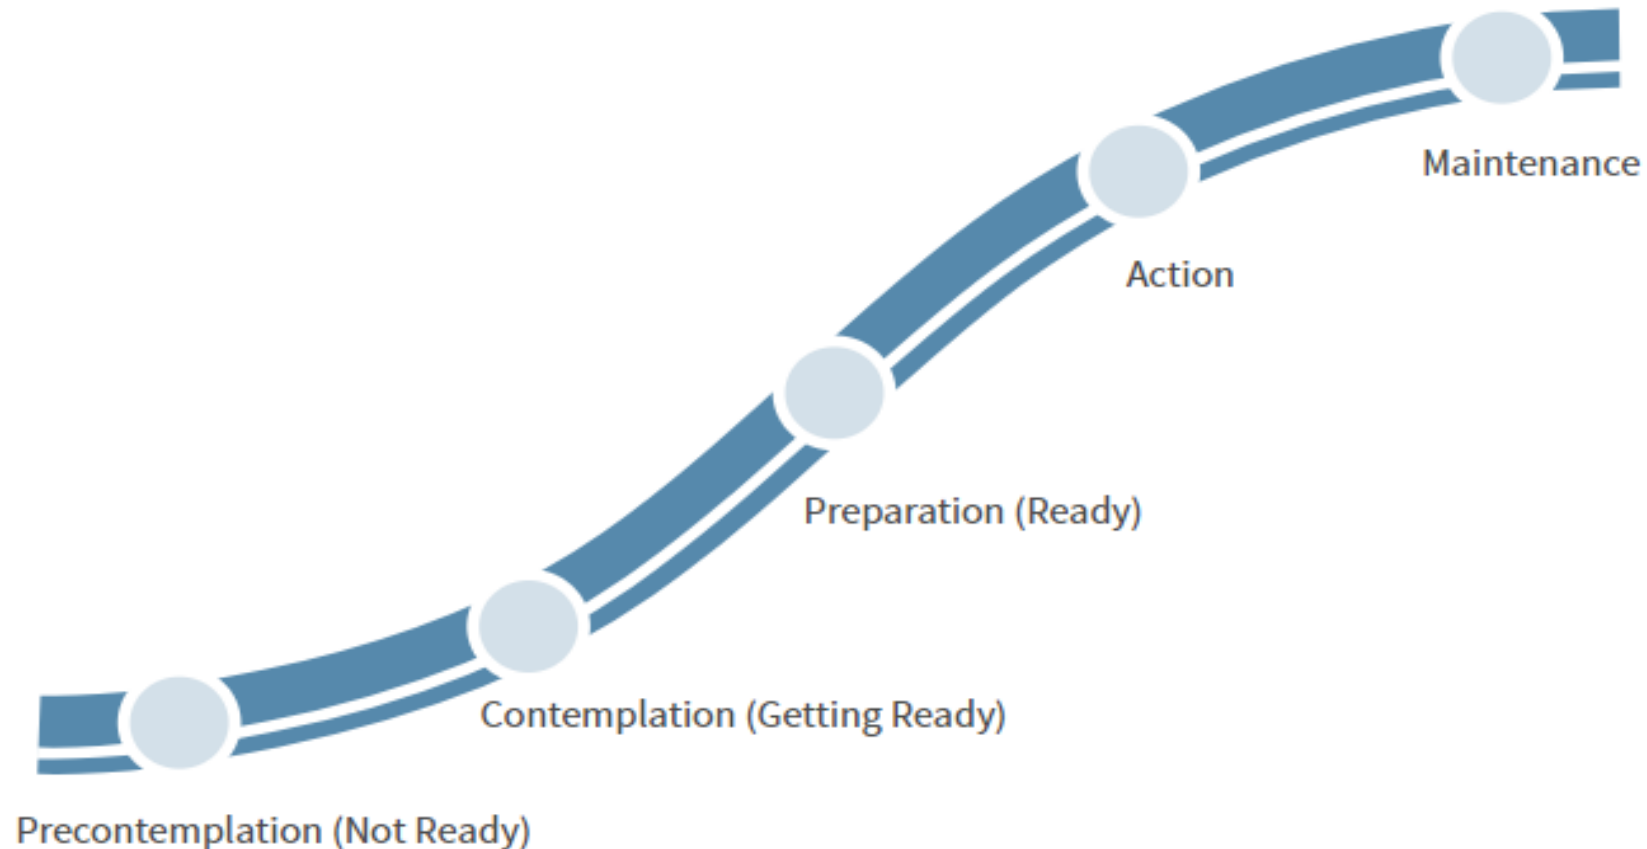 Maintenance
Action
Preparation (Ready)
Contemplation (Getting Ready)
Precontemplation (Not Ready)